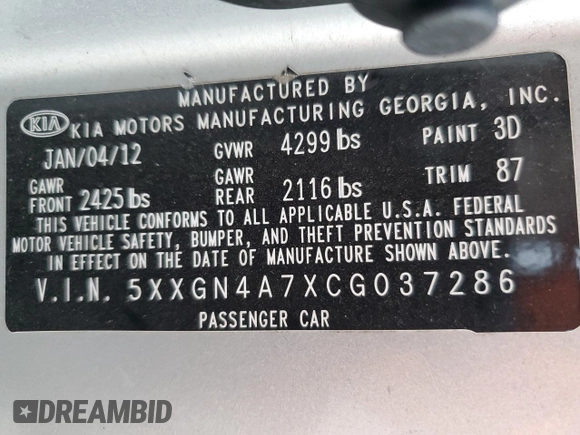 MANUFACTURED BY
KIA KIA MOTORS MANUFACTURING GEORGIA, INC.
JAN/04/12 GVWR 4299 lbs PAINT 3D
GAWR FRONT 2425 lbs GAWR REAR 2116 lbs TRIM 87
THIS VEHICLE CONFORMS TO ALL APPLICABLE U.S.A. FEDERAL
MOTOR VEHICLE SAFETY, BUMPER, AND THEFT PREVENTION STANDARDS
IN EFFECT ON THE DATE OF MANUFACTURE SHOWN ABOVE.
V.I.N. 5XXGN4A7XCG037286
PASSENGER CAR
DREAMBID